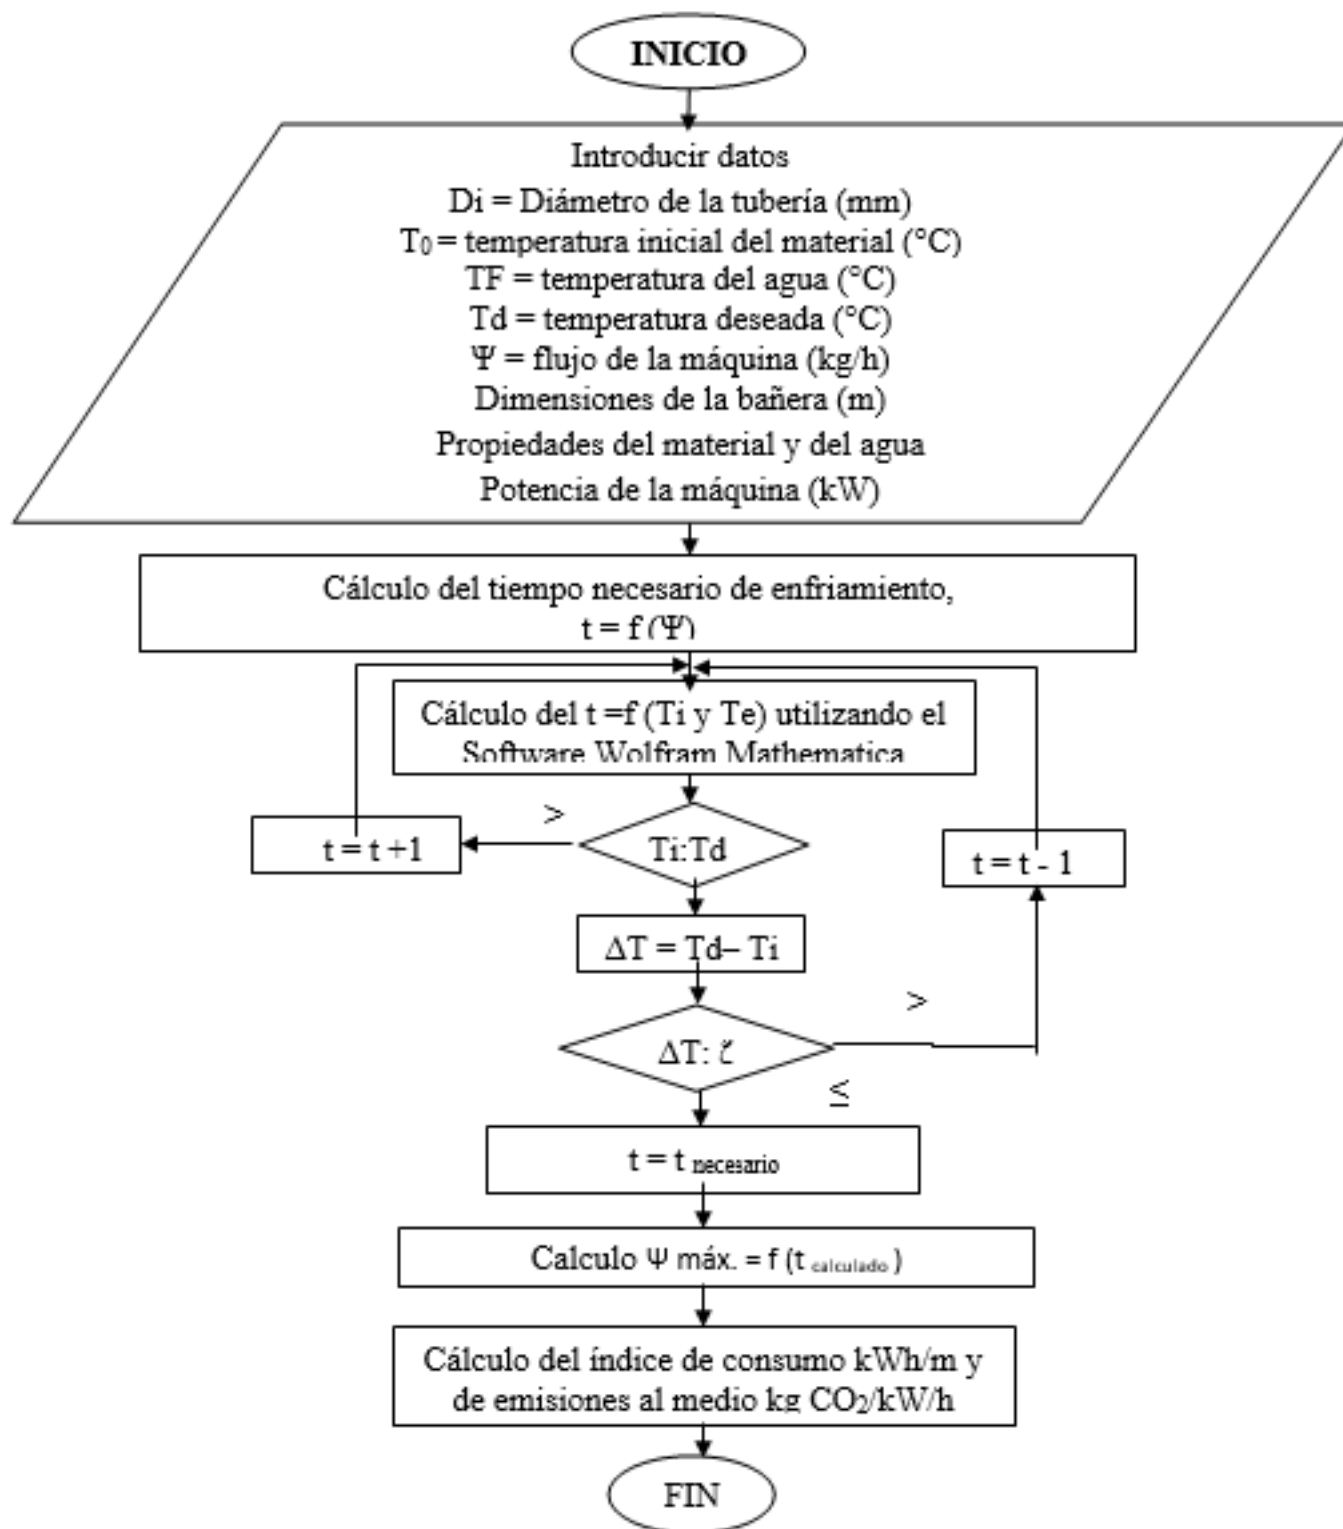 INICIO
Introducir datos
Di = Diámetro de la tubería (mm)
T0 = temperatura inicial del material (°C)
TF = temperatura del agua (°C)
Td = temperatura deseada (°C)
Ψ = flujo de la máquina (kg/h)
Dimensiones de la bañera (m)
Propiedades del material y del agua
Potencia de la máquina (kW)
Cálculo del tiempo necesario de enfriamiento,
t = f (Ψ)
Cálculo del t =f (Ti y Te) utilizando el
Software Wolfram Mathematica
>
Ti:Td
t = t +1
t = t - 1
ΔT = Td– Ti
>
ΔT: ζ
≤
t = t necesario
Calculo Ψ máx. = f (t calculado )
Cálculo del índice de consumo kWh/m y
de emisiones al medio kg CO2/kW/h
FIN